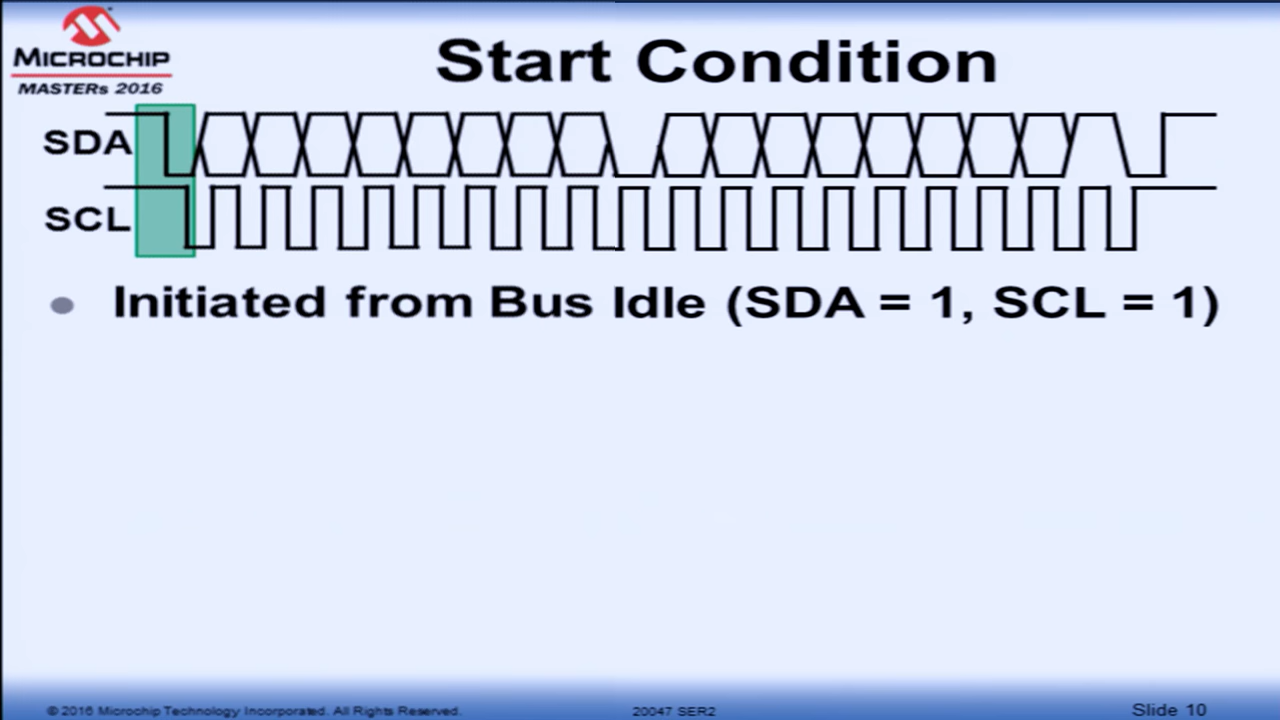 MICROCHIP
MASTERs 2016
Start Condition
SDA
SCL
Initiated from Bus Idle (SDA = 1, SCL = 1)
© 2016 Microchip Technology Incorporated. All Rights Reserved.
20047 SER2
Slide 10